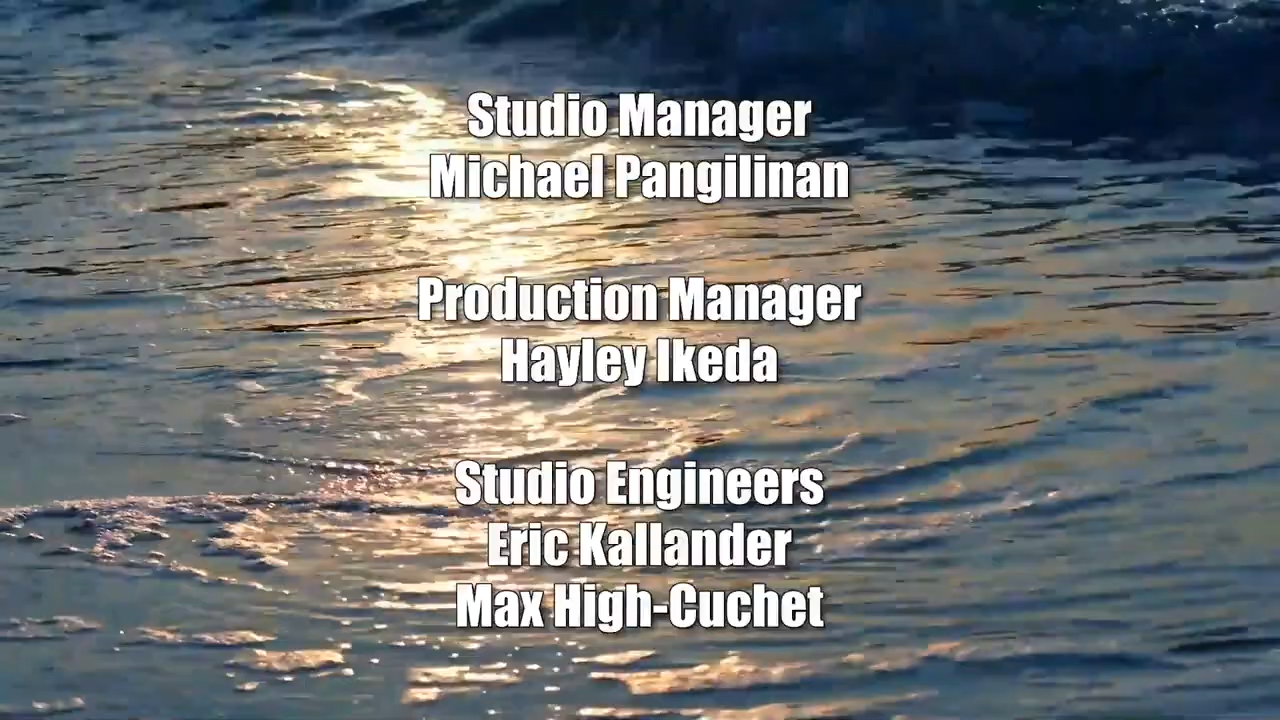 Studio Manager
Michael Pangilinan
Production Manager
Hayley Ikeda
Studio Engineers
Eric Kallander
Max High-Cuchet